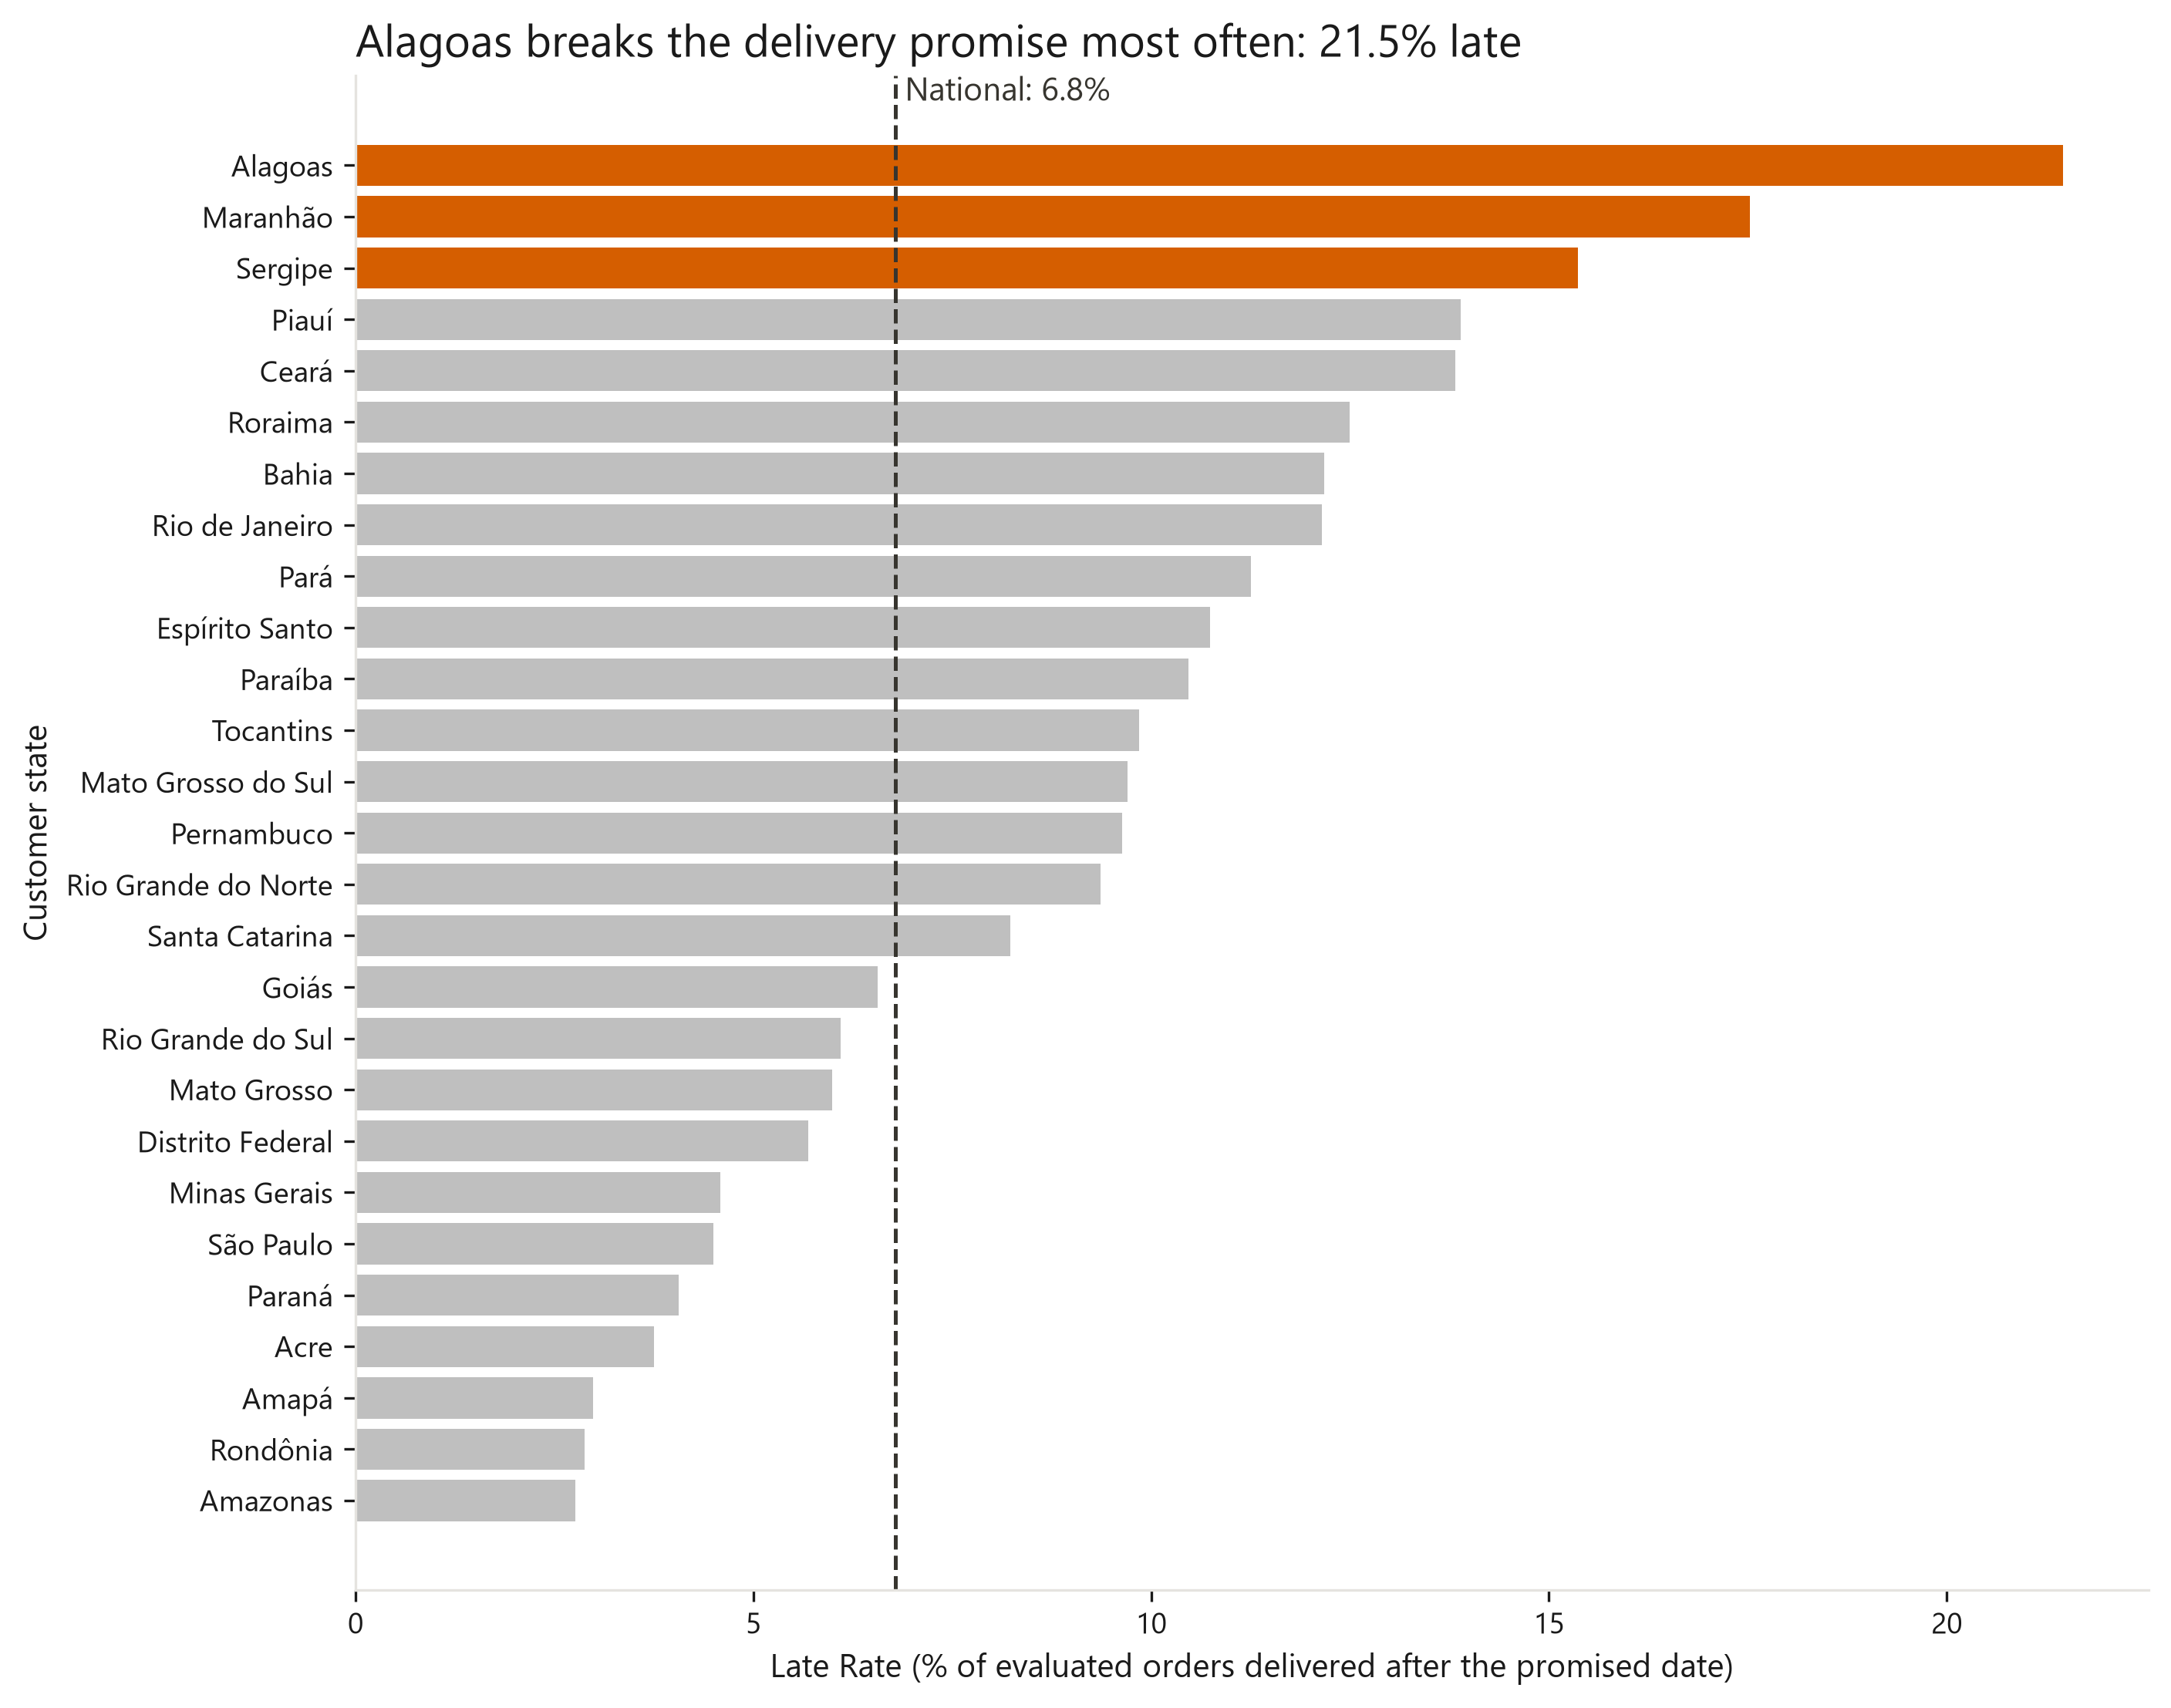 Alagoas breaks the delivery promise most often: 21.5% late
National: 6.8%
Alagoas
Maranhão
Sergipe
Piauí
Ceará
Roraima
Bahia
Rio de Janeiro
Pará
Espírito Santo
Paraíba
Tocantins
Mato Grosso do Sul
Pernambuco
Rio Grande do Norte
Santa Catarina
Goiás
Rio Grande do Sul
Mato Grosso
Distrito Federal
Minas Gerais
São Paulo
Paraná
Acre
Amapá
Rondônia
Amazonas
Customer state
0 5 10 15 20
Late Rate (% of evaluated orders delivered after the promised date)